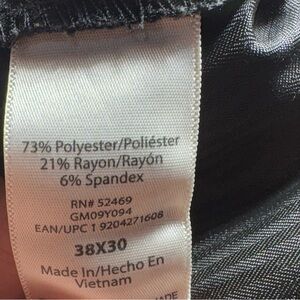 73% Polyester/Poliéster
21% Rayon/Rayón
6% Spandex
RN# 52469
GM09Y094
EAN/UPC 1 9204271608
38X30
Made In/Hecho En
Vietnam